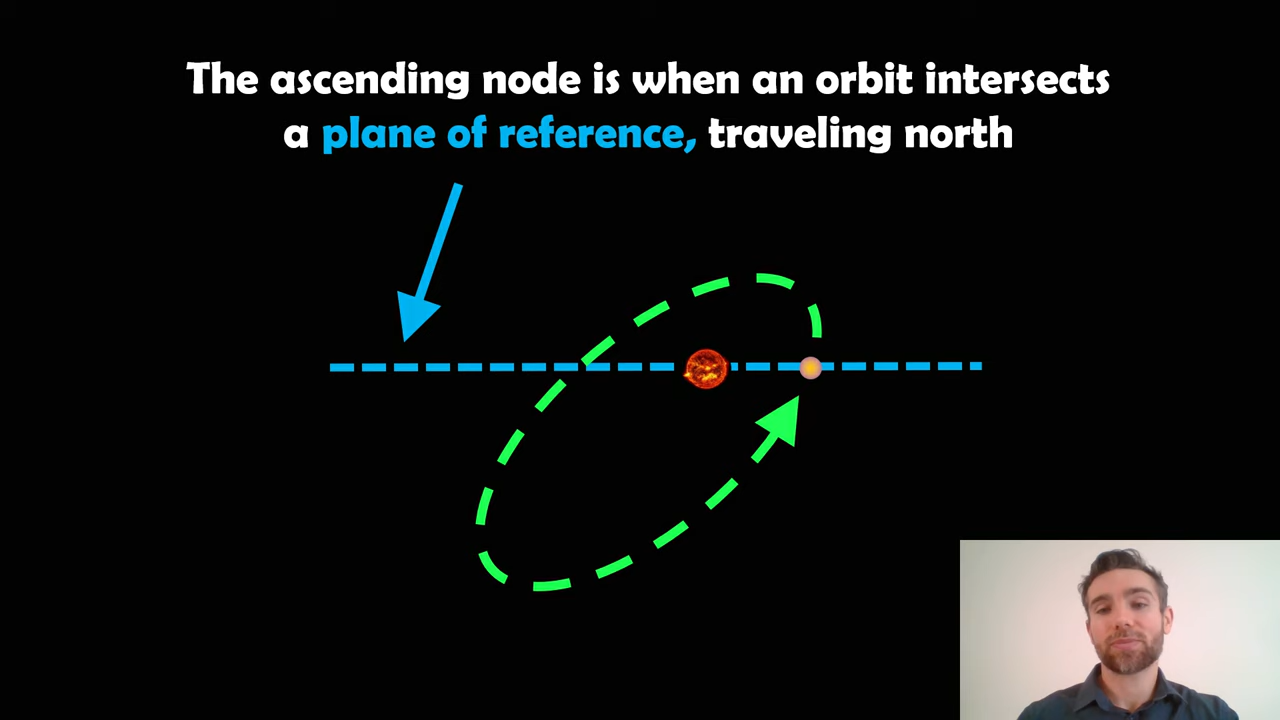 The ascending node is when an orbit intersects
a plane of reference, traveling north